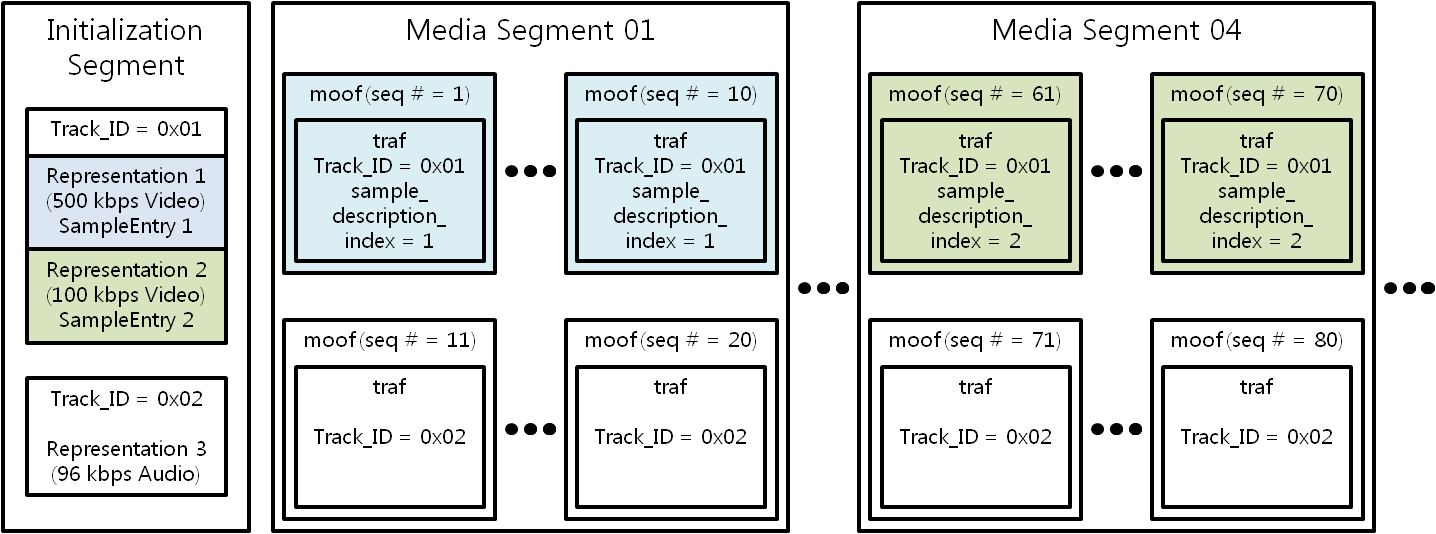 Initialization
Segment
Track_ID = 0x01
Representation 1
(500 kbps Video)
SampleEntry 1
Representation 2
(100 kbps Video)
SampleEntry 2
Track_ID = 0x02
Representation 3
(96 kbps Audio)
Media Segment 01
moof(seq # = 1)
traf
Track_ID = 0x01
sample_
description_
index = 1
moof(seq # = 10)
traf
Track_ID = 0x01
sample_
description_
index = 1
moof(seq # = 11)
traf
Track_ID = 0x02
moof(seq # = 20)
traf
Track_ID = 0x02
Media Segment 04
moof(seq # = 61)
traf
Track_ID = 0x01
sample_
description_
index = 2
moof(seq # = 70)
traf
Track_ID = 0x01
sample_
description_
index = 2
moof(seq # = 71)
traf
Track_ID = 0x02
moof(seq # = 80)
traf
Track_ID = 0x02